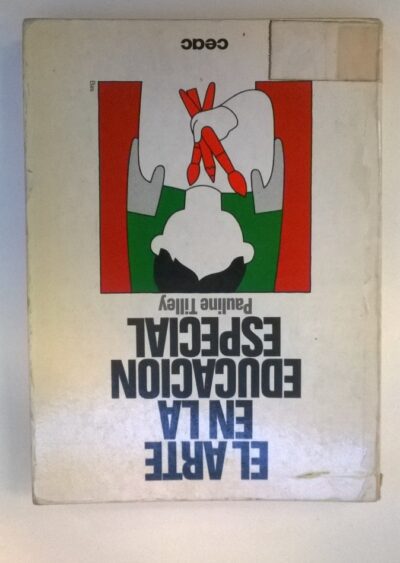 EL ARTE
EN LA
EDUCACION
ESPECIAL
Pauline Tilley
ceac